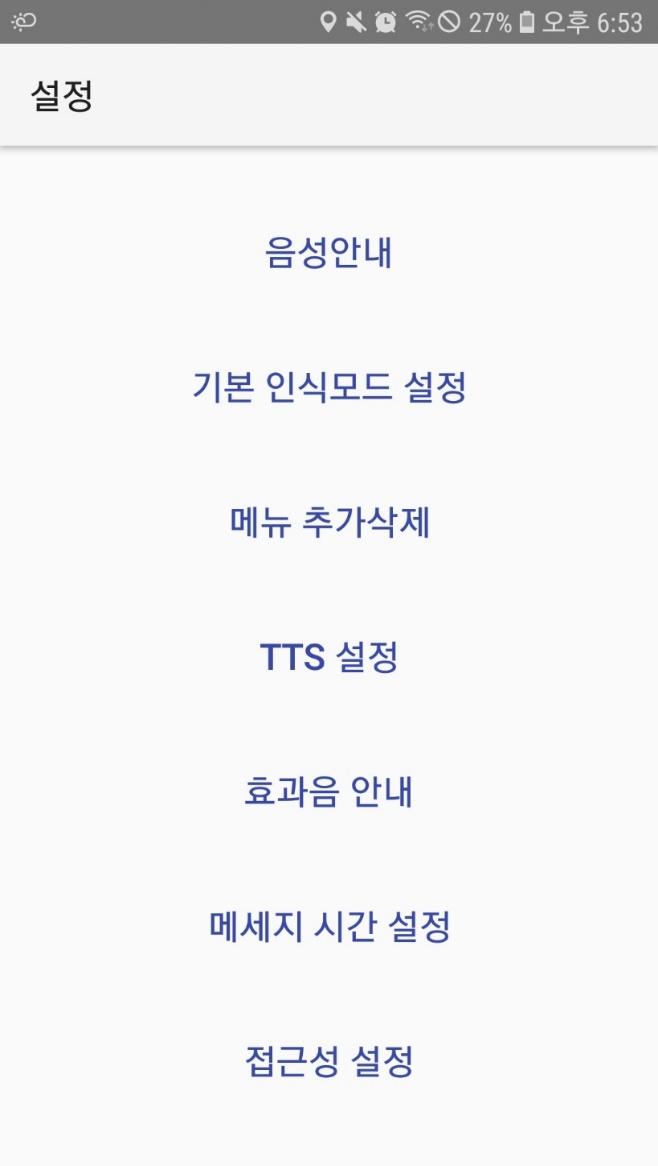 27% 오후 6:53
설정
음성안내
기본 인식모드 설정
메뉴 추가삭제
TTS 설정
효과음 안내
메세지 시간 설정
접근성 설정